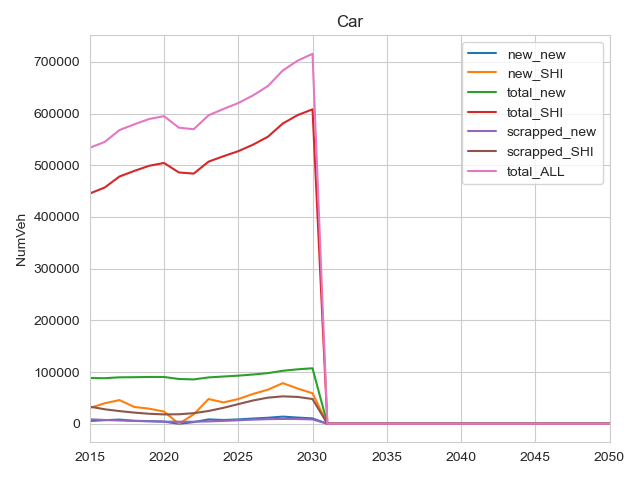 Car
NumVeh
700000
600000
500000
400000
300000
200000
100000
0
2015 2020 2025 2030 2035 2040 2045 2050
new_new
new_SHI
total_new
total_SHI
scrapped_new
scrapped_SHI
total_ALL